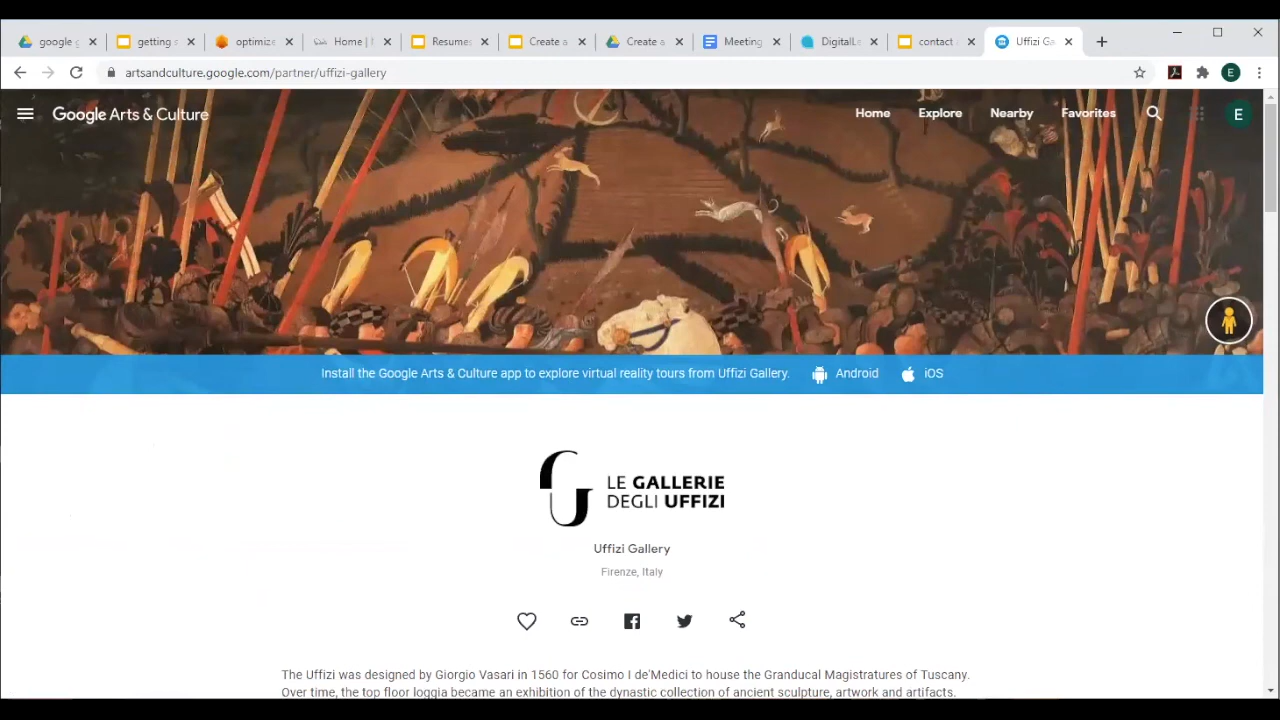 google g
getting s
optimize
Home | 
Resumes
Create a
Create a
Meeting
DigitalLe
contact
Uffizi Ga
artsandculture.google.com/partner/uffizi-gallery
E
Google Arts & Culture
Home
Explore
Nearby
Favorites
E
Install the Google Arts & Culture app to explore virtual reality tours from Uffizi Gallery.
Android
iOS
LE GALLERIE
DEGLI UFFIZI
Uffizi Gallery
Firenze, Italy
The Uffizi was designed by Giorgio Vasari in 1560 for Cosimo I de'Medici to house the Granducal Magistratures of Tuscany.
Over time, the top floor loggia became an exhibition of the dynastic collection of ancient sculpture, artwork and artifacts.